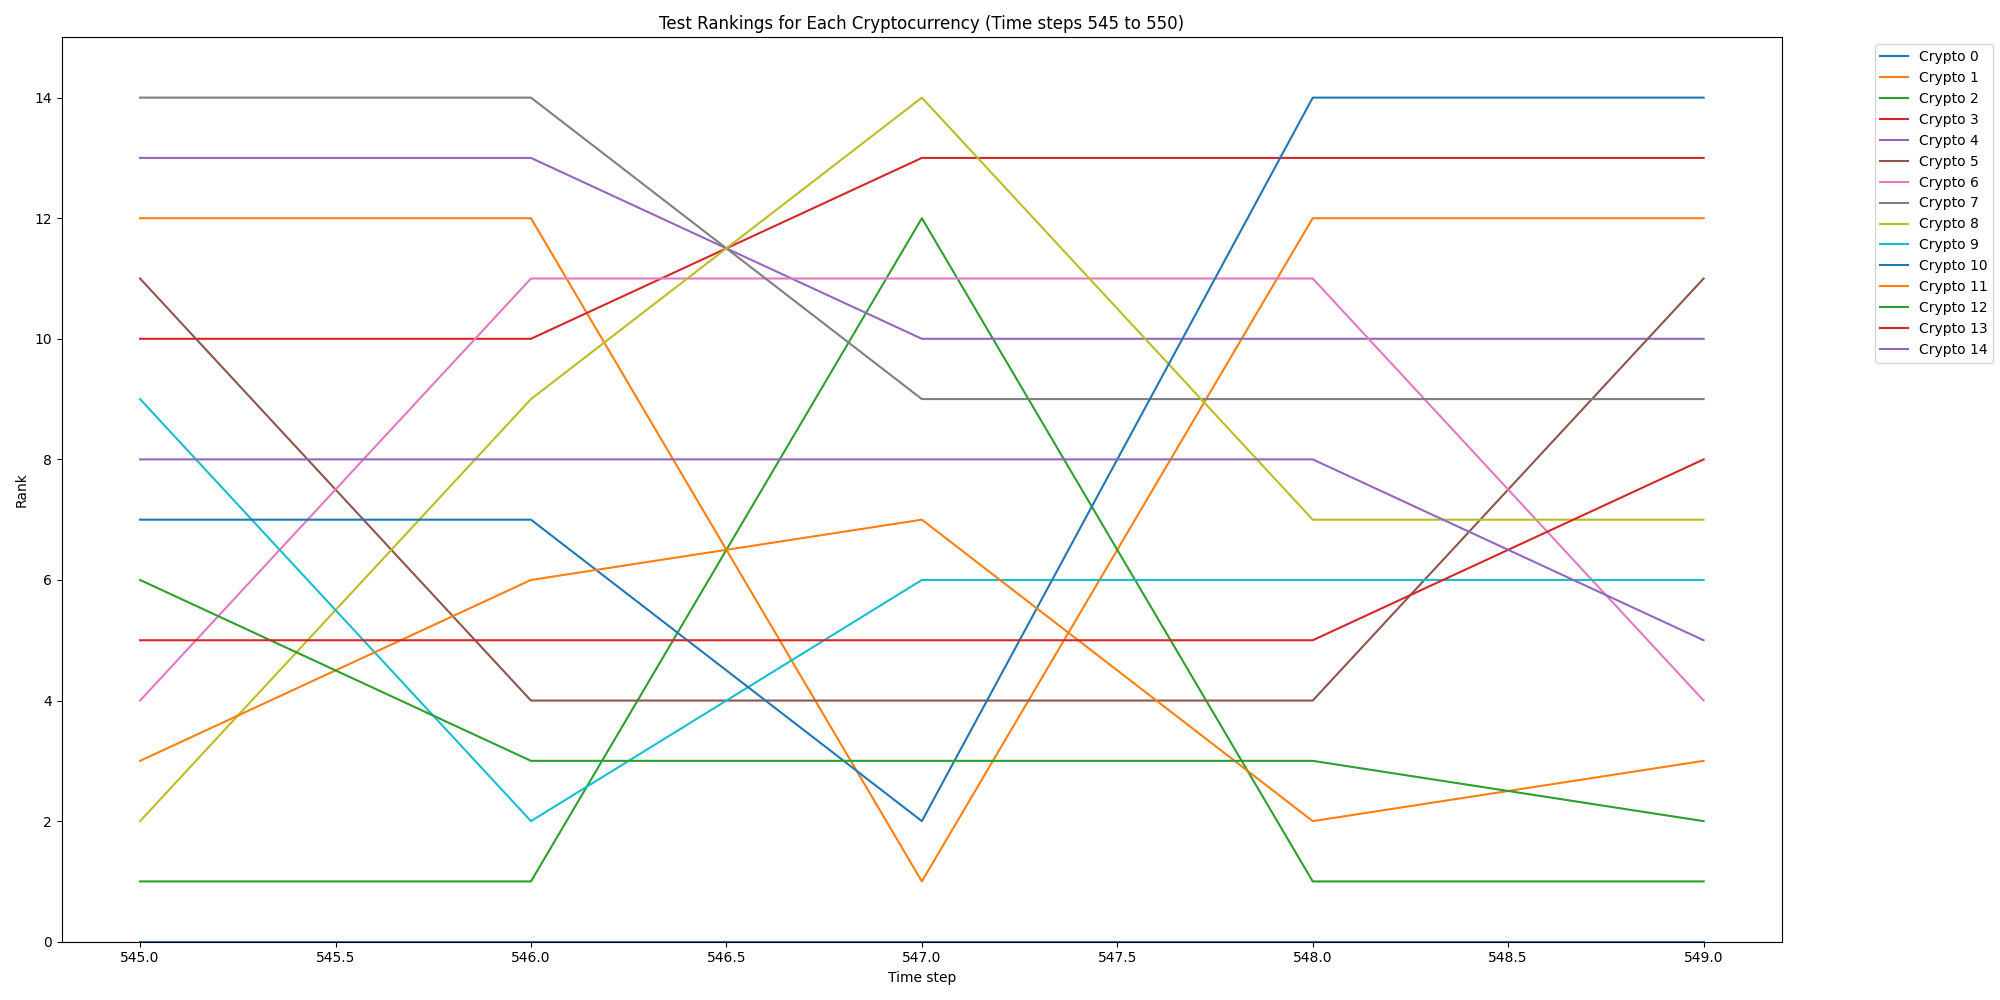 Test Rankings for Each Cryptocurrency (Time steps 545 to 550)
Rank
14
12
10
8
6
4
2
0
545.0 545.5 546.0 546.5 547.0 547.5 548.0 548.5 549.0
Time step
Crypto 0
Crypto 1
Crypto 2
Crypto 3
Crypto 4
Crypto 5
Crypto 6
Crypto 7
Crypto 8
Crypto 9
Crypto 10
Crypto 11
Crypto 12
Crypto 13
Crypto 14